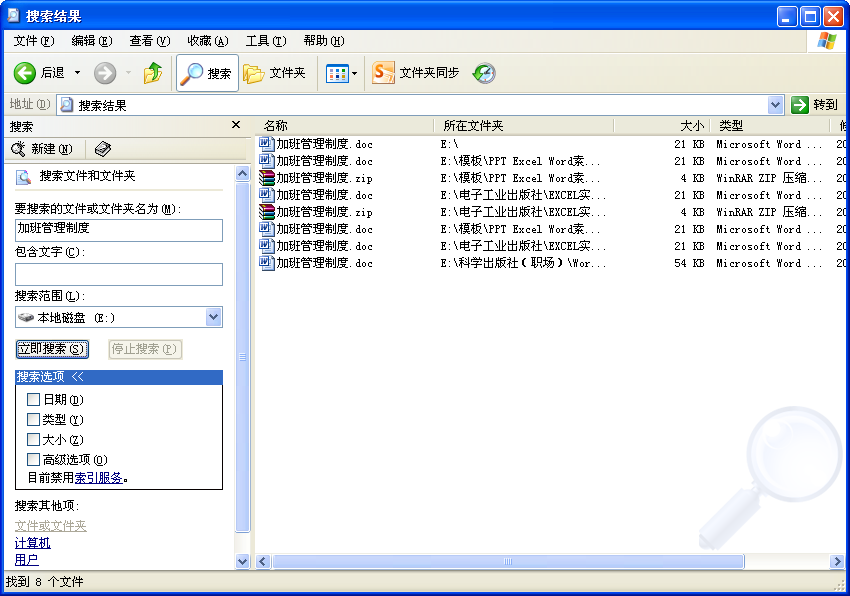 搜索结果
文件(F) 编辑(E) 查看(V) 收藏(A) 工具(T) 帮助(H)
后退 搜索 文件夹 S 文件夹同步
地址(D) 搜索结果 转到
搜索
新建(N)
搜索文件和文件夹
要搜索的文件或文件夹名为(M):
加班管理制度
包含文字(C):
搜索范围(L):
本地磁盘 (E:)
立即搜索(S) 停止搜索(P)
搜索选项 <<
日期(D)
类型(Y)
大小(Z)
高级选项(O)
目前禁用索引服务。
搜索其他项:
文件或文件夹
计算机
用户
名称 所在文件夹 大小 类型
加班管理制度.doc E:\ 21 KB Microsoft Word ... 20
加班管理制度.doc E:\模板\PPT Excel Word素... 21 KB Microsoft Word ... 20
加班管理制度.zip E:\模板\PPT Excel Word素... 4 KB WinRAR ZIP 压缩... 20
加班管理制度.doc E:\电子工业出版社\EXCEL实... 21 KB Microsoft Word ... 20
加班管理制度.zip E:\电子工业出版社\EXCEL实... 4 KB WinRAR ZIP 压缩... 20
加班管理制度.doc E:\模板\PPT Excel Word素... 21 KB Microsoft Word ... 20
加班管理制度.doc E:\电子工业出版社\EXCEL实... 21 KB Microsoft Word ... 20
加班管理制度.doc E:\科学出版社(职场)\Wor... 54 KB Microsoft Word ... 20
找到 8 个文件